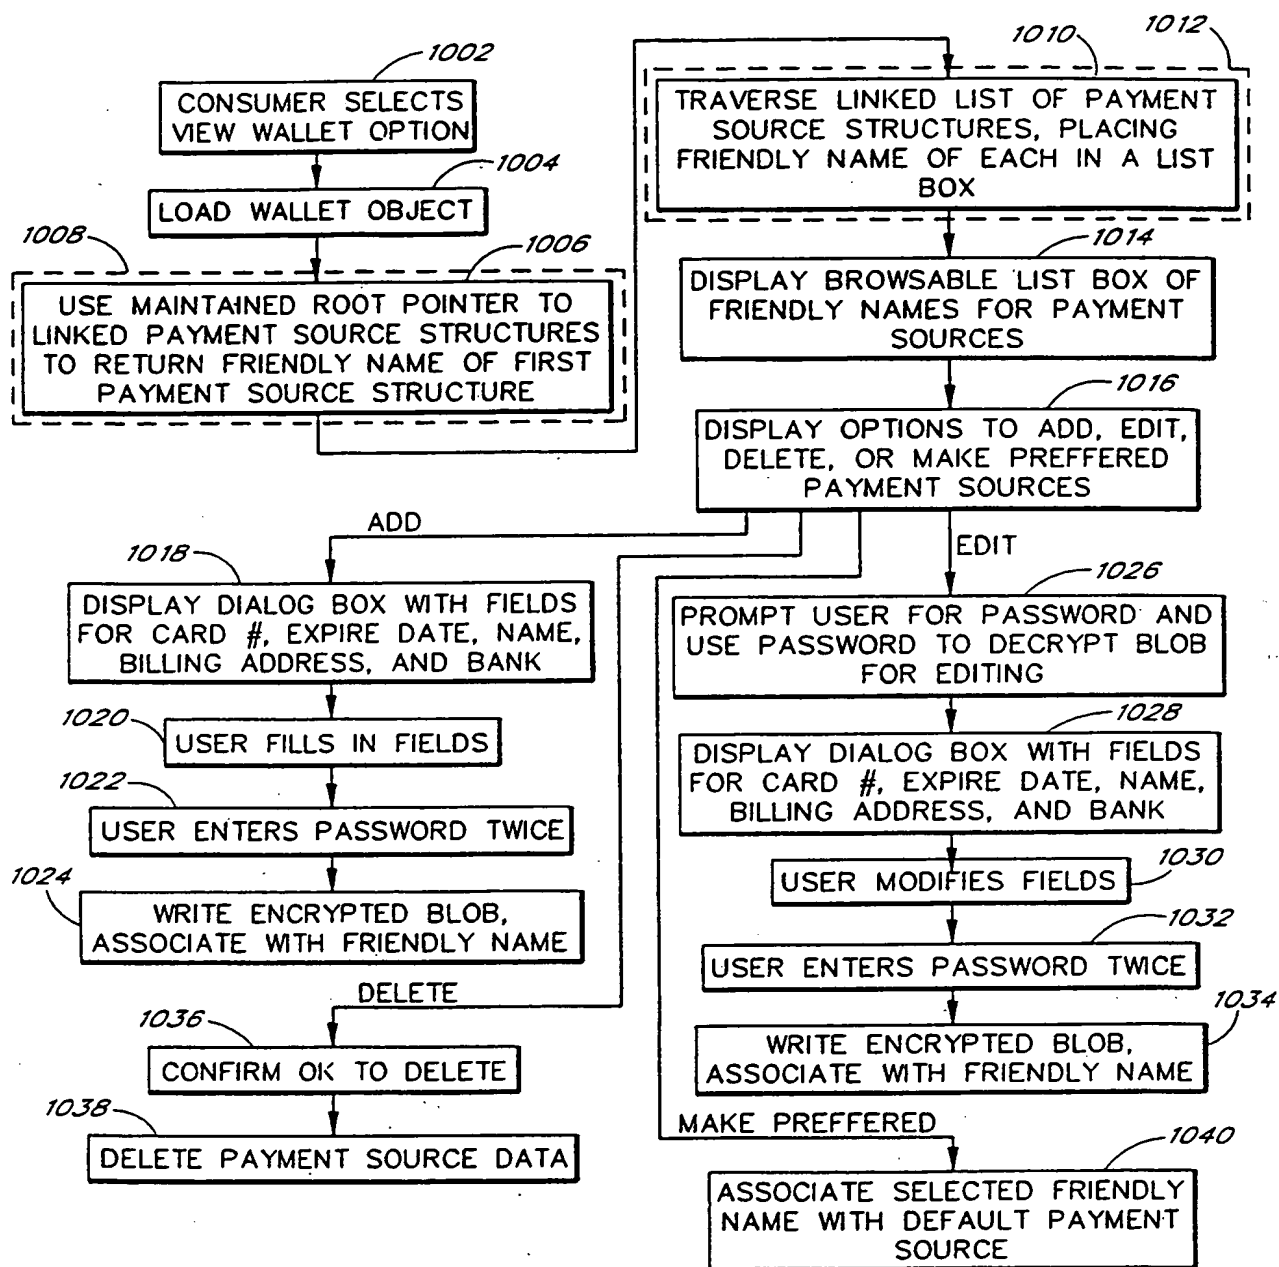 1002
CONSUMER SELECTS
VIEW WALLET OPTION
1004
LOAD WALLET OBJECT
1008
1006
USE MAINTAINED ROOT POINTER TO
LINKED PAYMENT SOURCE STRUCTURES
TO RETURN FRIENDLY NAME OF FIRST
PAYMENT SOURCE STRUCTURE
1010
1012
TRAVERSE LINKED LIST OF PAYMENT
SOURCE STRUCTURES, PLACING
FRIENDLY NAME OF EACH IN A LIST
BOX
1014
DISPLAY BROWSABLE LIST BOX OF
FRIENDLY NAMES FOR PAYMENT
SOURCES
1016
DISPLAY OPTIONS TO ADD, EDIT,
DELETE, OR MAKE PREFFERED
PAYMENT SOURCES
ADD
1018
DISPLAY DIALOG BOX WITH FIELDS
FOR CARD #, EXPIRE DATE, NAME,
BILLING ADDRESS, AND BANK
1020
USER FILLS IN FIELDS
1022
USER ENTERS PASSWORD TWICE
1024
WRITE ENCRYPTED BLOB,
ASSOCIATE WITH FRIENDLY NAME
EDIT
1026
PROMPT USER FOR PASSWORD AND
USE PASSWORD TO DECRYPT BLOB
FOR EDITING
1028
DISPLAY DIALOG BOX WITH FIELDS
FOR CARD #, EXPIRE DATE, NAME,
BILLING ADDRESS, AND BANK
1030
USER MODIFIES FIELDS
1032
USER ENTERS PASSWORD TWICE
1034
WRITE ENCRYPTED BLOB,
ASSOCIATE WITH FRIENDLY NAME
DELETE
1036
CONFIRM OK TO DELETE
1038
DELETE PAYMENT SOURCE DATA
MAKE PREFFERED
1040
ASSOCIATE SELECTED FRIENDLY
NAME WITH DEFAULT PAYMENT
SOURCE